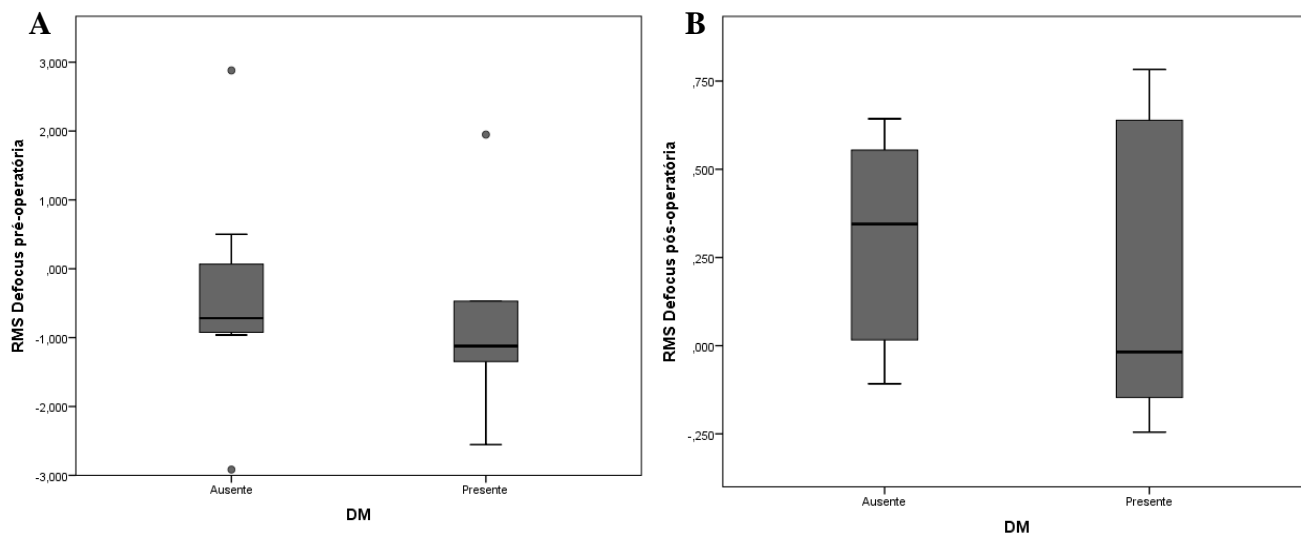 A
RMS Defocus pré-operatória
3,000
2,000
1,000
,000
-1,000
-2,000
-3,000
Ausente
Presente
DM
B
RMS Defocus pós-operatória
,750
,500
,250
,000
-,250
Ausente
Presente
DM